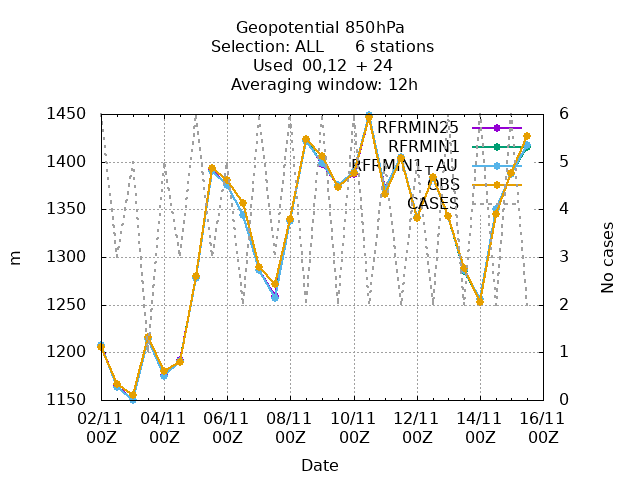 Geopotential 850hPa
Selection: ALL 6 stations
Used 00,12 + 24
Averaging window: 12h
1450 6
RFRMIN25
RFRMIN1
1400 5
RFRMIN1-AU
OBS
CASES
1350 4
1300 3
1250 2
1200 1
1150 0
m
No cases
02/11 04/11 06/11 08/11 10/11 12/11 14/11 16/11
00Z 00Z 00Z 00Z 00Z 00Z 00Z 00Z
Date